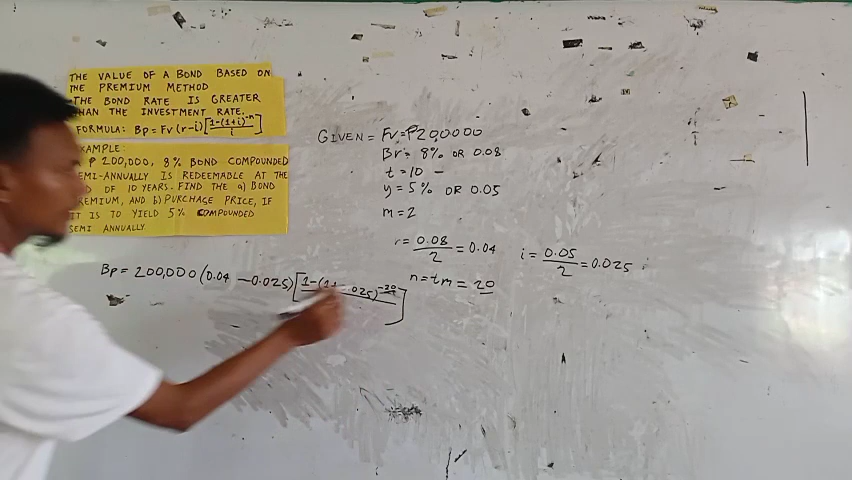 THE VALUE OF A BOND BASED ON
THE PREMIUM METHOD
THE BOND RATE IS GREATER
THAN THE INVESTMENT RATE.
FORMULA: Bp = Fv (r-i) [1-(1+i)^-n / i]
EXAMPLE:
₱ 200,000, 8% BOND COMPOUNDED
SEMI-ANNUALLY IS REDEEMABLE AT THE
OF 10 YEARS. FIND THE a) BOND
PREMIUM, AND b) PURCHAGE PRICE, IF
IT IS TO YIELD 5% COMPOUNDED
SEMI ANNUALLY
GIVEN = Fv = ₱200,000
Br = 8% OR 0.08
t = 10 -
y = 5% OR 0.05
m = 2
r = 0.08 / 2 = 0.04
i = 0.05 / 2 = 0.025
n = tm = 20
Bp = 200,000 (0.04 - 0.025) [1-(1+.025)^-20]